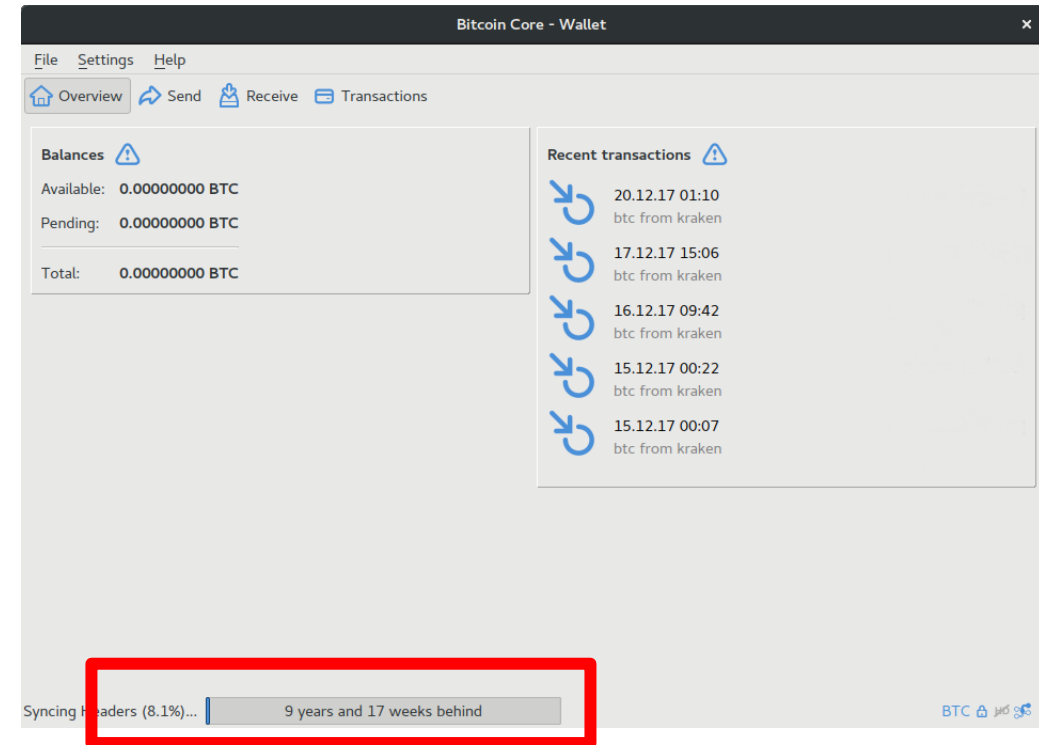 Bitcoin Core - Wallet
File Settings Help
Overview Send Receive Transactions
Balances
Available: 0.00000000 BTC
Pending: 0.00000000 BTC
Total: 0.00000000 BTC
Recent transactions
20.12.17 01:10
btc from kraken
17.12.17 15:06
btc from kraken
16.12.17 09:42
btc from kraken
15.12.17 00:22
btc from kraken
15.12.17 00:07
btc from kraken
Syncing Headers (8.1%)... 9 years and 17 weeks behind
BTC HD